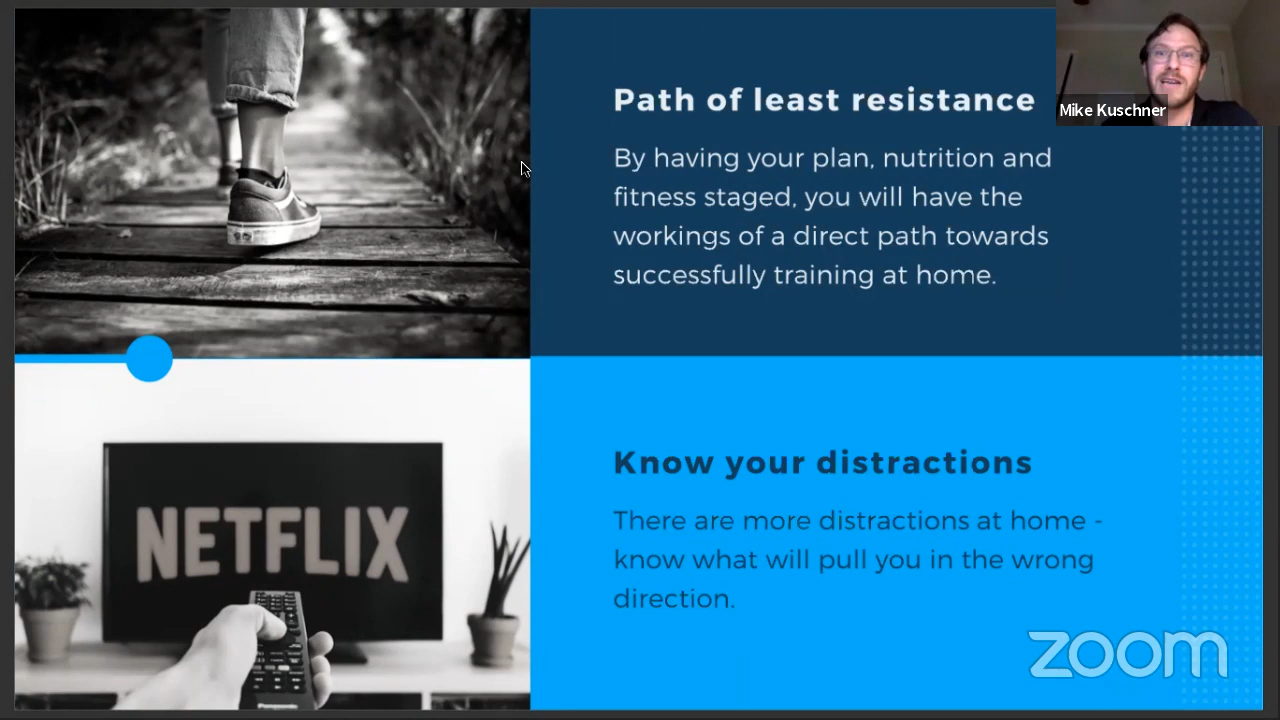 Path of least resistance
Mike Kuschner
By having your plan, nutrition and
fitness staged, you will have the
workings of a direct path towards
successfully training at home.
NETFLIX
Know your distractions
There are more distractions at home -
know what will pull you in the wrong
direction.
Panasonic
zoom